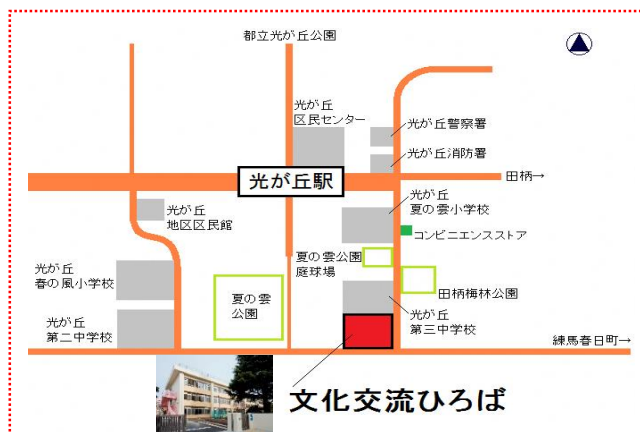 都立光が丘公園
光が丘
区民センター
光が丘警察署
光が丘消防署
光が丘駅
田柄→
光が丘
地区区民館
光が丘
夏の雲小学校
コンビニエンスストア
夏の雲公園
庭球場
光が丘
春の風小学校
夏の雲
公園
田柄梅林公園
光が丘
第二中学校
光が丘
第三中学校
練馬春日町→
文化交流ひろば